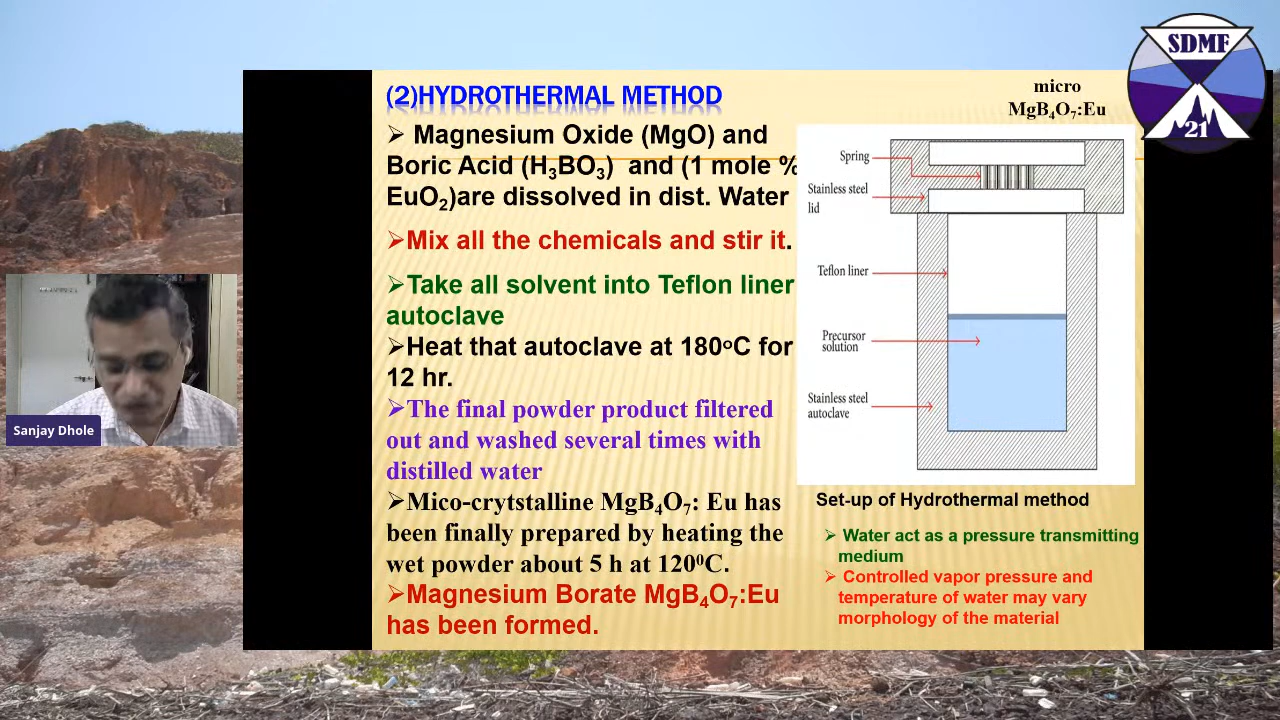 SDMF
21
(2)HYDROTHERMAL METHOD
micro
MgB₄O₇:Eu
➢ Magnesium Oxide (MgO) and
Boric Acid (H₃BO₃) and (1 mole %
EuO₂)are dissolved in dist. Water
➢Mix all the chemicals and stir it.
➢Take all solvent into Teflon liner
autoclave
➢Heat that autoclave at 180ᵒC for
12 hr.
➢The final powder product filtered
out and washed several times with
distilled water
➢Mico-crytstalline MgB₄O₇: Eu has
been finally prepared by heating the
wet powder about 5 h at 120⁰C.
➢Magnesium Borate MgB₄O₇:Eu
has been formed.
Spring
Stainless steel
lid
Teflon liner
Precursor
solution
Stainless steel
autoclave
Set-up of Hydrothermal method
➢ Water act as a pressure transmitting
medium
➢ Controlled vapor pressure and
temperature of water may vary
morphology of the material
Sanjay Dhole